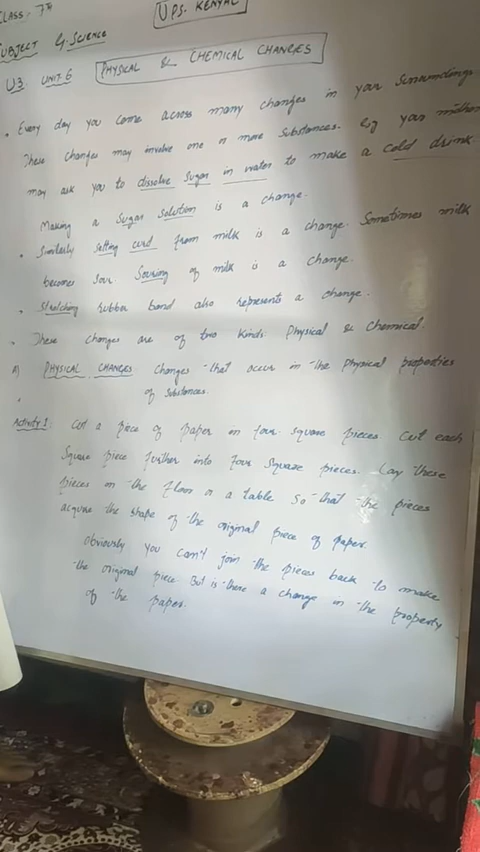 CLASS: 7th
UPS. KENYAL
SUBJECT G. SCIENCE
U3 UNIT. 6 PHYSICAL & CHEMICAL CHANGES
• Every day you come across many changes in your surroundings
These changes may involve one or more substances. Eg your mother
may ask you to dissolve sugar in water to make a cold drink.
Making a sugar solution is a change.
• Similarly setting curd from milk is a change. Sometimes milk
becomes sour. Souring of milk is a change.
• Stretching rubber band also represents a change.
• These changes are of two kinds. Physical & Chemical.
A) PHYSICAL CHANGES Changes that occur in the physical properties
of substances.
Activity 1: Cut a piece of paper in four square pieces. Cut each
square piece further into four square pieces. Lay these
pieces on the floor or a table so that the pieces
acquire the shape of the original piece of paper.
Obviously you can't join the pieces back to make
the original piece. But is there a change in the property
of the paper.